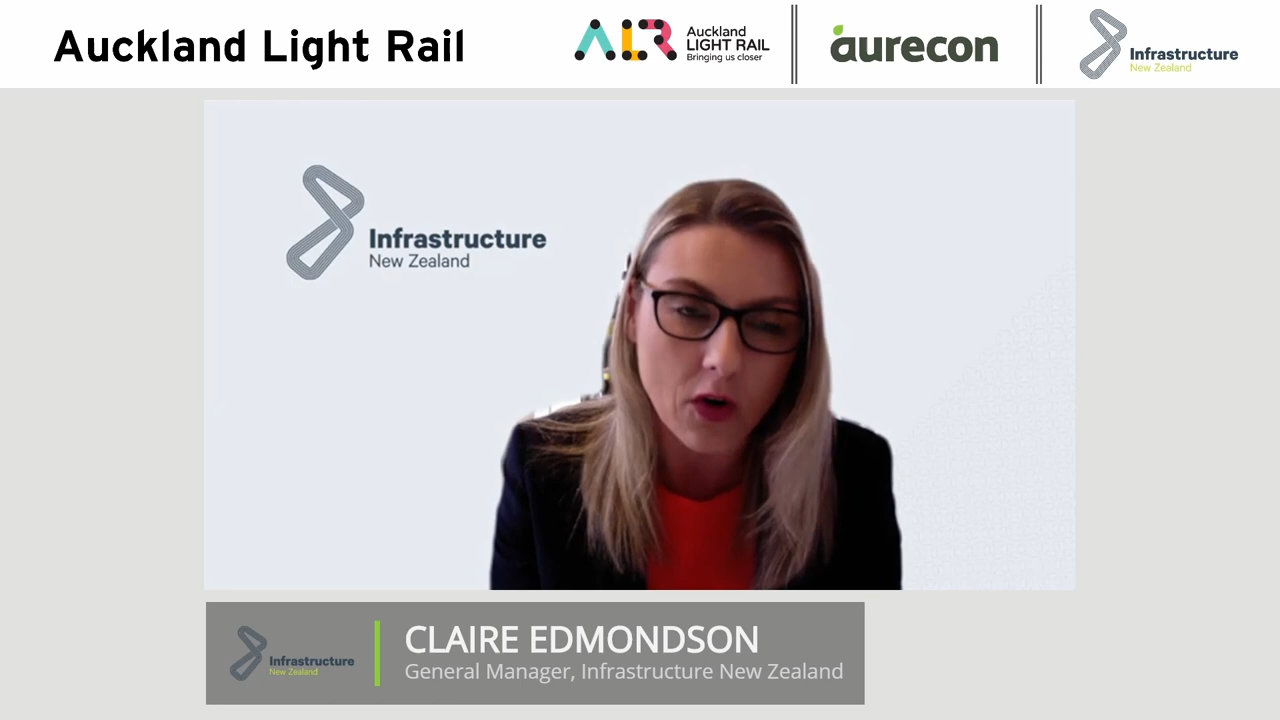 Auckland Light Rail
ALR
Auckland
LIGHT RAIL
Bringing us closer
aurecon
Infrastructure
New Zealand
Infrastructure
New Zealand
Infrastructure
New Zealand
CLAIRE EDMONDSON
General Manager, Infrastructure New Zealand